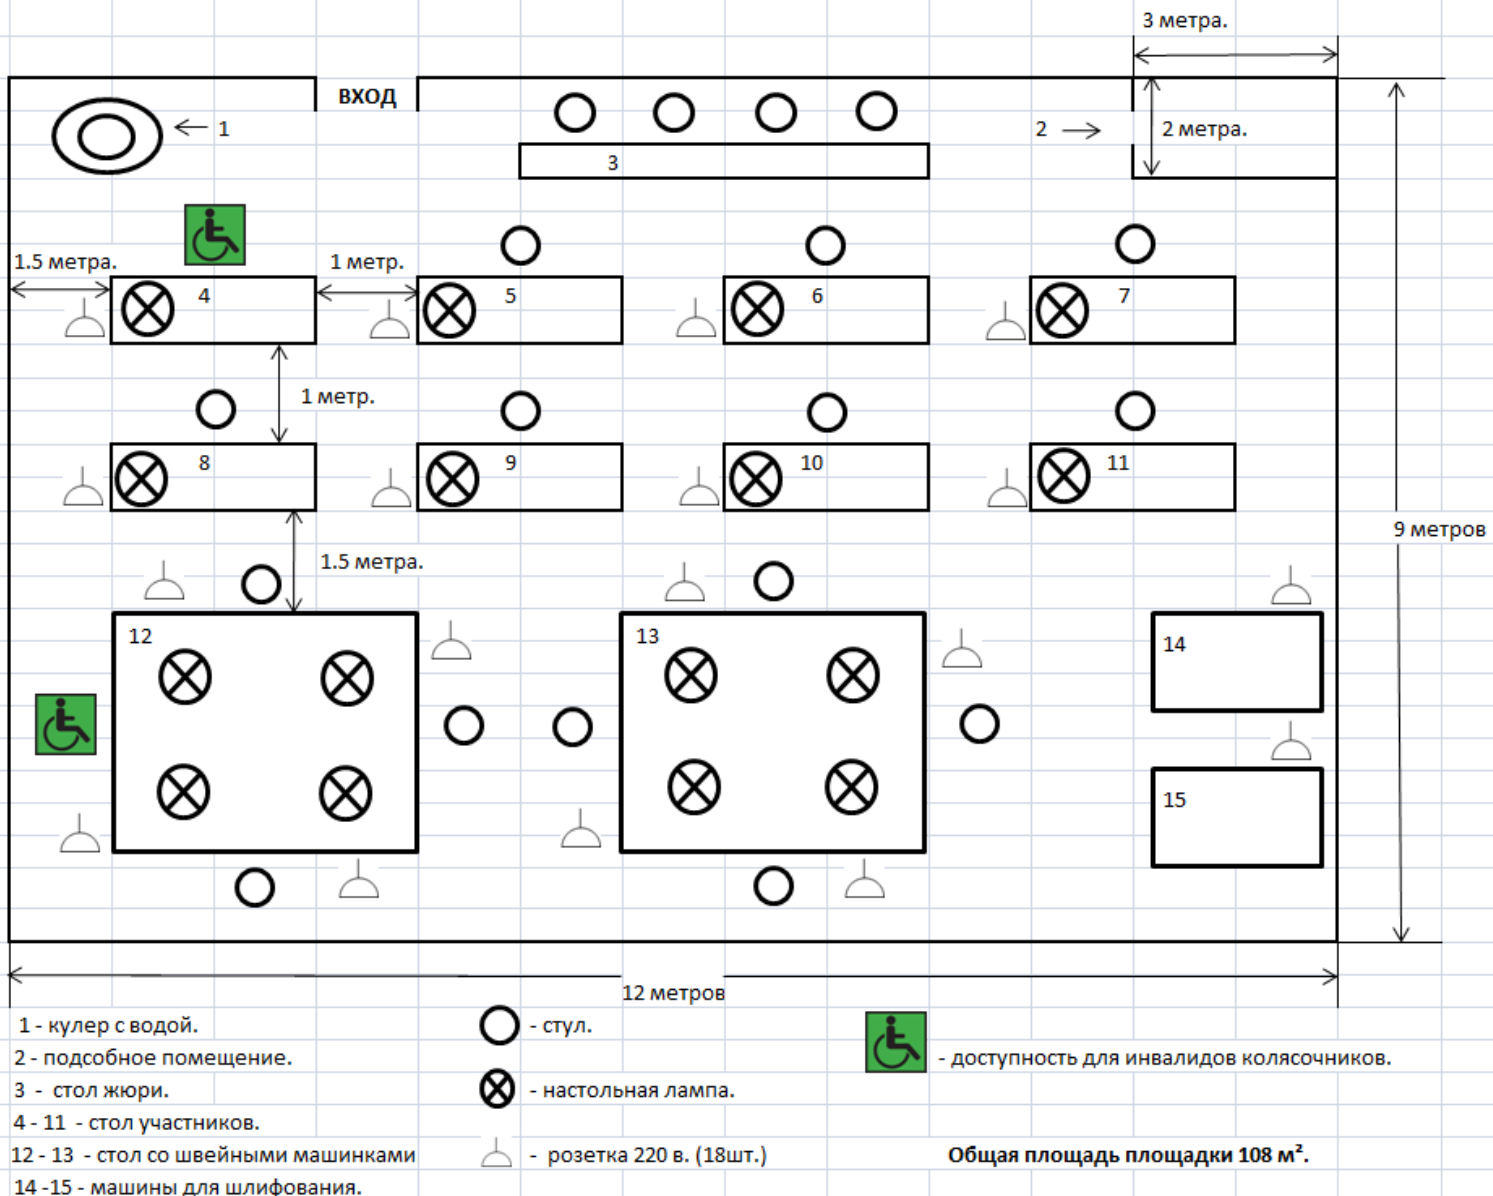 3 метра.
ВХОД
1
2
2 метра.
3
1.5 метра.
1 метр.
4
5
6
7
1 метр.
8
9
10
11
9 метров
1.5 метра.
12
13
14
15
12 метров
1 - кулер с водой.
- стул.
2 - подсобное помещение.
- доступность для инвалидов колясочников.
3 - стол жюри.
- настольная лампа.
4 - 11 - стол участников.
12 - 13 - стол со швейными машинками
- розетка 220 в. (18шт.)
Общая площадь площадки 108 м².
14 -15 - машины для шлифования.